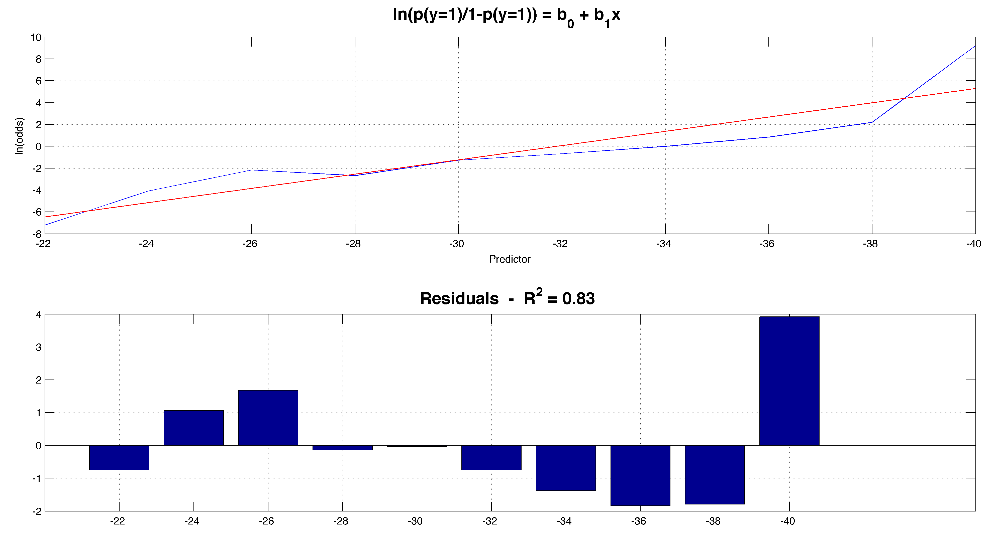 ln(p(y=1)/1-p(y=1)) = b0 + b1x
10
8
6
4
2
0
-2
-4
-6
-8
ln(odds)
-22 -24 -26 -28 -30 -32 -34 -36 -38 -40
Predictor
Residuals - R2 = 0.83
4
3
2
1
0
-1
-2
-22 -24 -26 -28 -30 -32 -34 -36 -38 -40